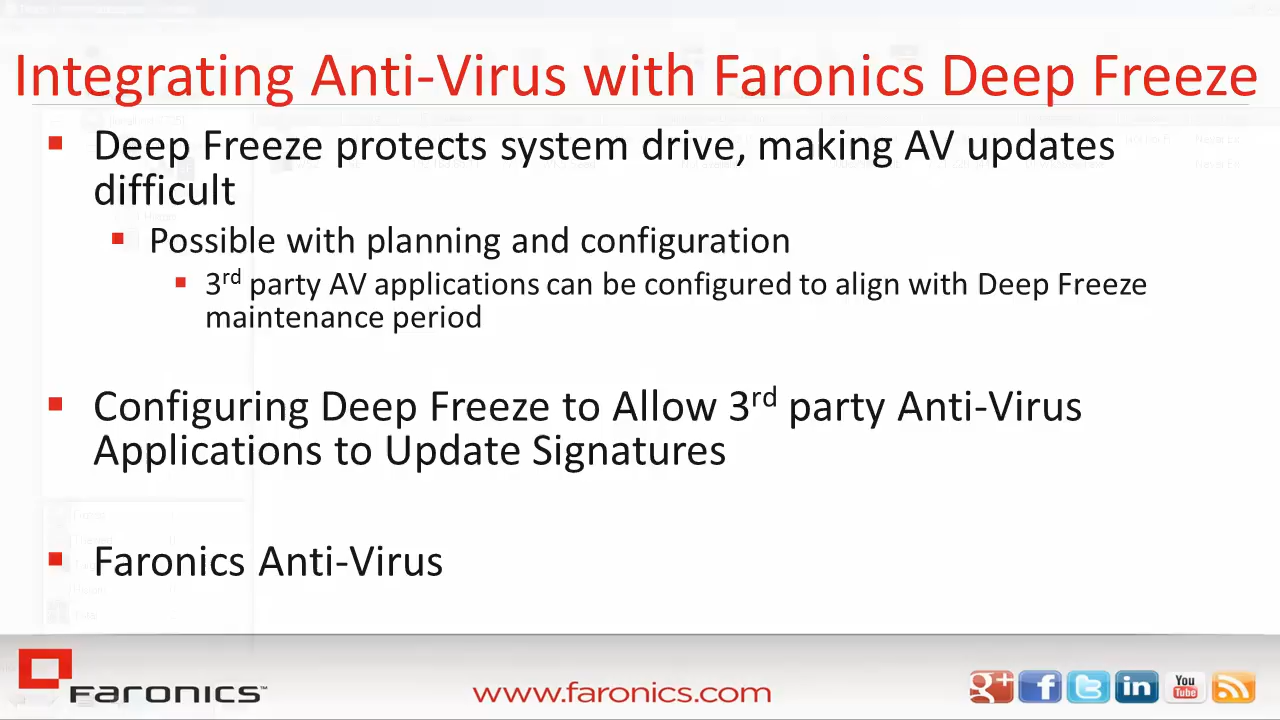 Integrating Anti-Virus with Faronics Deep Freeze
Deep Freeze protects system drive, making AV updates
difficult
Possible with planning and configuration
3rd party AV applications can be configured to align with Deep Freeze
maintenance period
Configuring Deep Freeze to Allow 3rd party Anti-Virus
Applications to Update Signatures
Faronics Anti-Virus
FARONICS™
www.faronics.com
g+ f t in You Tube